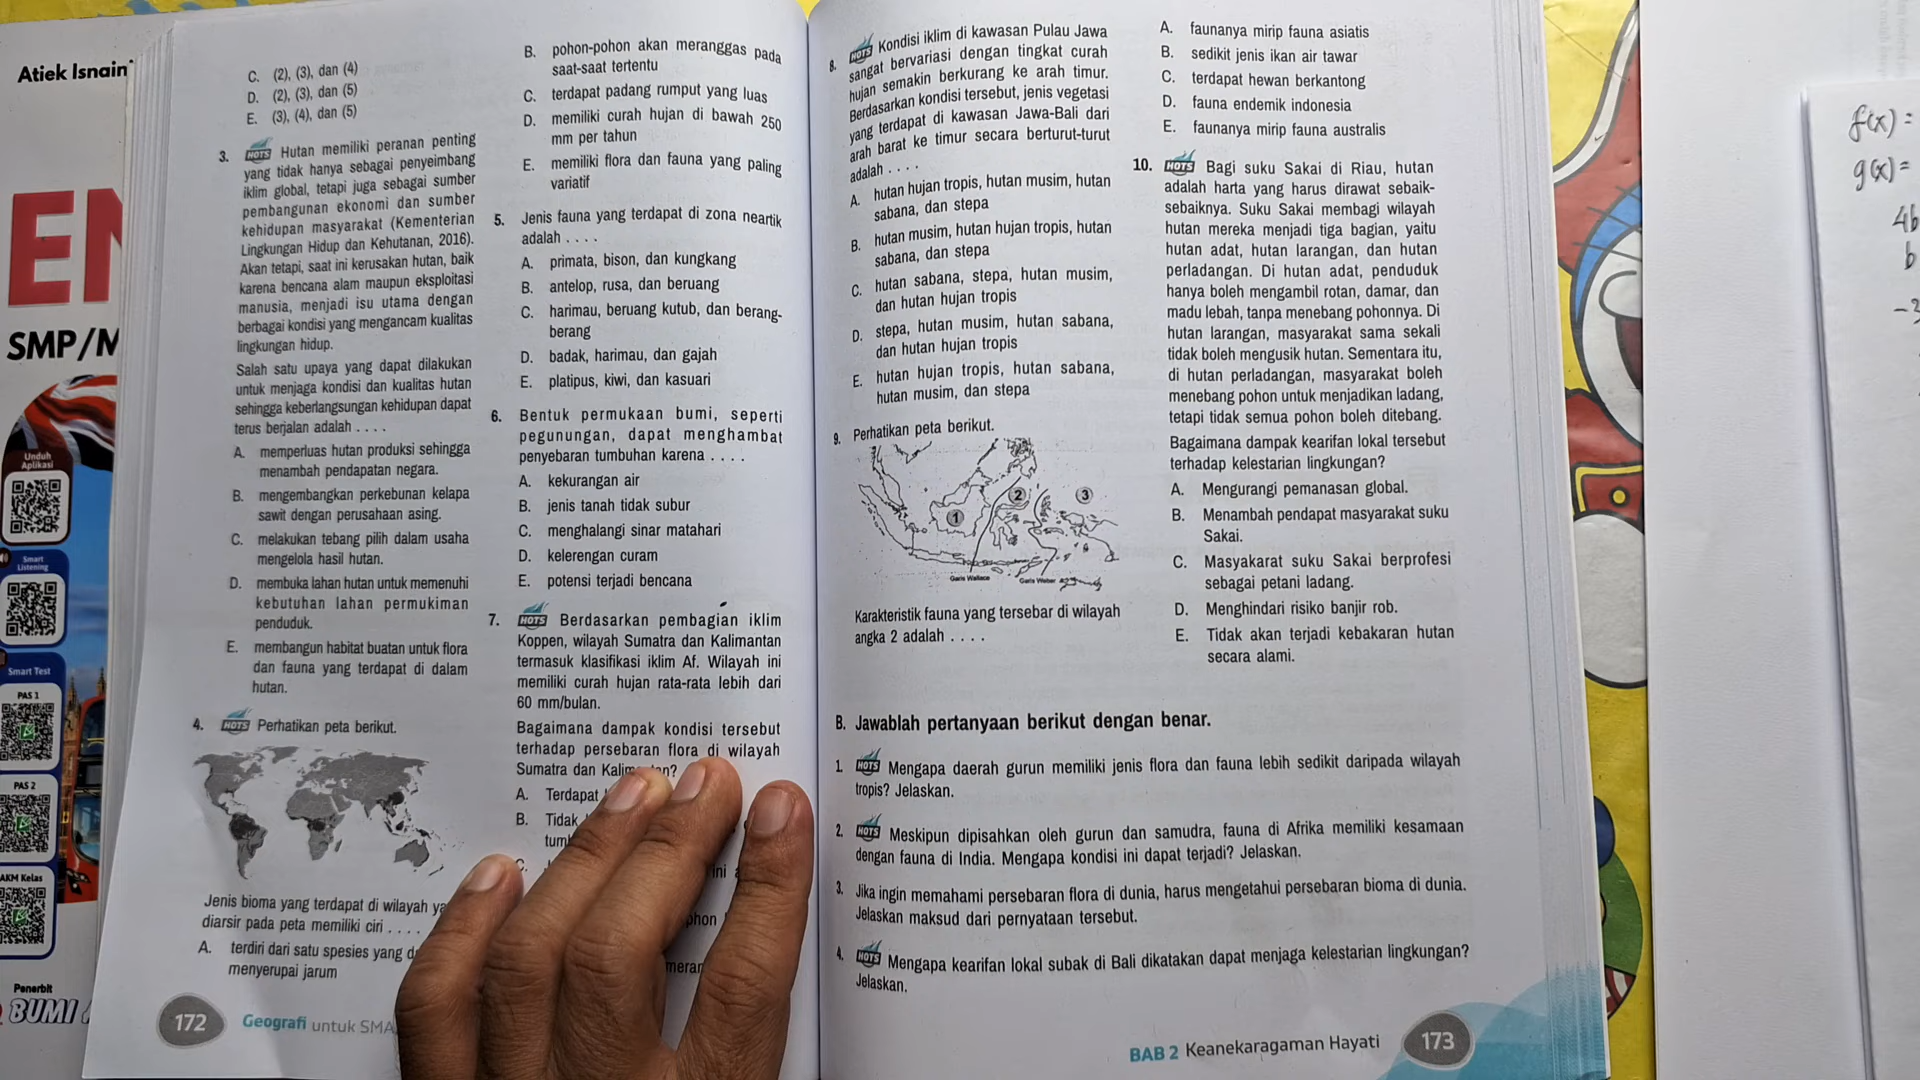 Atiek Isnain
EN
SMP/M
Unduh
Aplikasi
Smart
Listening
Smart Test
PAS 1
PAS 2
AKM Kelas
Penerbit
BUMI
C. (2), (3), dan (4)
D. (2), (3), dan (5)
E. (3), (4), dan (5)
3. HOTS Hutan memiliki peranan penting
yang tidak hanya sebagai penyeimbang
iklim global, tetapi juga sebagai sumber
pembangunan ekonomi dan sumber
kehidupan masyarakat (Kementerian
Lingkungan Hidup dan Kehutanan, 2016).
Akan tetapi, saat ini kerusakan hutan, baik
karena bencana alam maupun eksploitasi
manusia, menjadi isu utama dengan
berbagai kondisi yang mengancam kualitas
lingkungan hidup.
Salah satu upaya yang dapat dilakukan
untuk menjaga kondisi dan kualitas hutan
sehingga keberlangsungan kehidupan dapat
terus berjalan adalah . . . .
A. memperluas hutan produksi sehingga
menambah pendapatan negara.
B. mengembangkan perkebunan kelapa
sawit dengan perusahaan asing.
C. melakukan tebang pilih dalam usaha
mengelola hasil hutan.
D. membuka lahan hutan untuk memenuhi
kebutuhan lahan permukiman
penduduk.
E. membangun habitat buatan untuk flora
dan fauna yang terdapat di dalam
hutan.
4. HOTS Perhatikan peta berikut.
Jenis bioma yang terdapat di wilayah ya
diarsir pada peta memiliki ciri . . . .
A. terdiri dari satu spesies yang d
menyerupai jarum
172 Geografi untuk SMA
B. pohon-pohon akan meranggas pada
saat-saat tertentu
C. terdapat padang rumput yang luas
D. memiliki curah hujan di bawah 250
mm per tahun
E. memiliki flora dan fauna yang paling
variatif
5. Jenis fauna yang terdapat di zona neartik
adalah . . . .
A. primata, bison, dan kungkang
B. antelop, rusa, dan beruang
C. harimau, beruang kutub, dan berang-
berang
D. badak, harimau, dan gajah
E. platipus, kiwi, dan kasuari
6. Bentuk permukaan bumi, seperti
pegunungan, dapat menghambat
penyebaran tumbuhan karena . . . .
A. kekurangan air
B. jenis tanah tidak subur
C. menghalangi sinar matahari
D. kelerengan curam
E. potensi terjadi bencana
7. HOTS Berdasarkan pembagian iklim
Koppen, wilayah Sumatra dan Kalimantan
termasuk klasifikasi iklim Af. Wilayah ini
memiliki curah hujan rata-rata lebih dari
60 mm/bulan.
Bagaimana dampak kondisi tersebut
terhadap persebaran flora di wilayah
Sumatra dan Kalim an?
A. Terdapat
B. Tidak
tum
C.
ini
phon
meran
8. HOTS Kondisi iklim di kawasan Pulau Jawa
sangat bervariasi dengan tingkat curah
hujan semakin berkurang ke arah timur.
Berdasarkan kondisi tersebut, jenis vegetasi
yang terdapat di kawasan Jawa-Bali dari
arah barat ke timur secara berturut-turut
adalah . . . .
A. hutan hujan tropis, hutan musim, hutan
sabana, dan stepa
B. hutan musim, hutan hujan tropis, hutan
sabana, dan stepa
C. hutan sabana, stepa, hutan musim,
dan hutan hujan tropis
D. stepa, hutan musim, hutan sabana,
dan hutan hujan tropis
E. hutan hujan tropis, hutan sabana,
hutan musim, dan stepa
9. Perhatikan peta berikut.
1
2
3
Garis Wallace
Garis Weber
Karakteristik fauna yang tersebar di wilayah
angka 2 adalah . . . .
A. faunanya mirip fauna asiatis
B. sedikit jenis ikan air tawar
C. terdapat hewan berkantong
D. fauna endemik indonesia
E. faunanya mirip fauna australis
10. HOTS Bagi suku Sakai di Riau, hutan
adalah harta yang harus dirawat sebaik-
sebaiknya. Suku Sakai membagi wilayah
hutan mereka menjadi tiga bagian, yaitu
hutan adat, hutan larangan, dan hutan
perladangan. Di hutan adat, penduduk
hanya boleh mengambil rotan, damar, dan
madu lebah, tanpa menebang pohonnya. Di
hutan larangan, masyarakat sama sekali
tidak boleh mengusik hutan. Sementara itu,
di hutan perladangan, masyarakat boleh
menebang pohon untuk menjadikan ladang,
tetapi tidak semua pohon boleh ditebang.
Bagaimana dampak kearifan lokal tersebut
terhadap kelestarian lingkungan?
A. Mengurangi pemanasan global.
B. Menambah pendapat masyarakat suku
Sakai.
C. Masyakarat suku Sakai berprofesi
sebagai petani ladang.
D. Menghindari risiko banjir rob.
E. Tidak akan terjadi kebakaran hutan
secara alami.
B. Jawablah pertanyaan berikut dengan benar.
1. HOTS Mengapa daerah gurun memiliki jenis flora dan fauna lebih sedikit daripada wilayah
tropis? Jelaskan.
2. HOTS Meskipun dipisahkan oleh gurun dan samudra, fauna di Afrika memiliki kesamaan
dengan fauna di India. Mengapa kondisi ini dapat terjadi? Jelaskan.
3. Jika ingin memahami persebaran flora di dunia, harus mengetahui persebaran bioma di dunia.
Jelaskan maksud dari pernyataan tersebut.
4. HOTS Mengapa kearifan lokal subak di Bali dikatakan dapat menjaga kelestarian lingkungan?
Jelaskan.
BAB 2 Keanekaragaman Hayati 173
f(x) =
g(x) =
4b
b